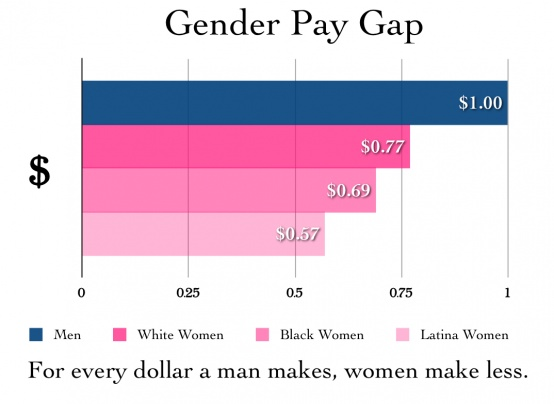 Gender Pay Gap
$1.00
$0.77
$
$0.69
$0.57
0 0.25 0.5 0.75 1
Men White Women Black Women Latina Women
For every dollar a man makes, women make less.